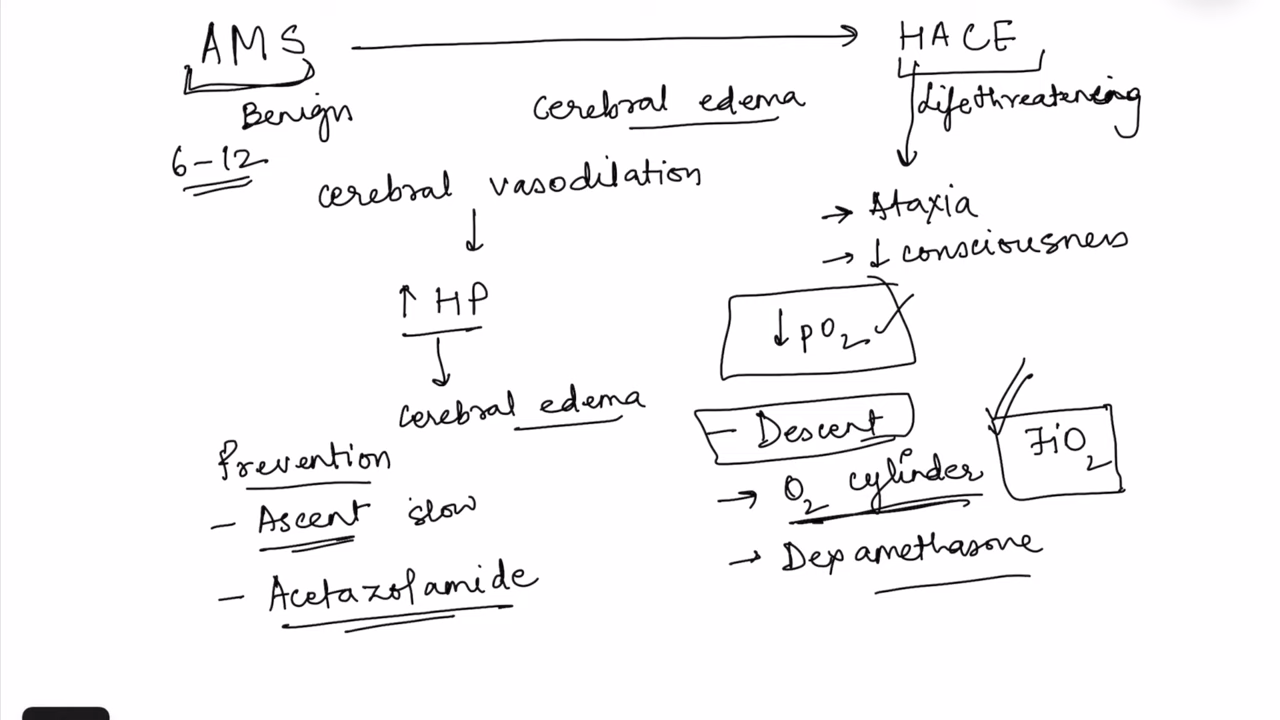 AMS → HACE
Benign
cerebral edema
Lifethreatening
6-12
cerebral vasodilation
↓
→ Ataxia
→ ↓ consciousness
↑ HP
↓
↓ pO2 ✓
cerebral edema
- Descent
FiO2
Prevention
→ O2 cylinder
- Ascent slow
→ Dexamethasone
- Acetazolamide